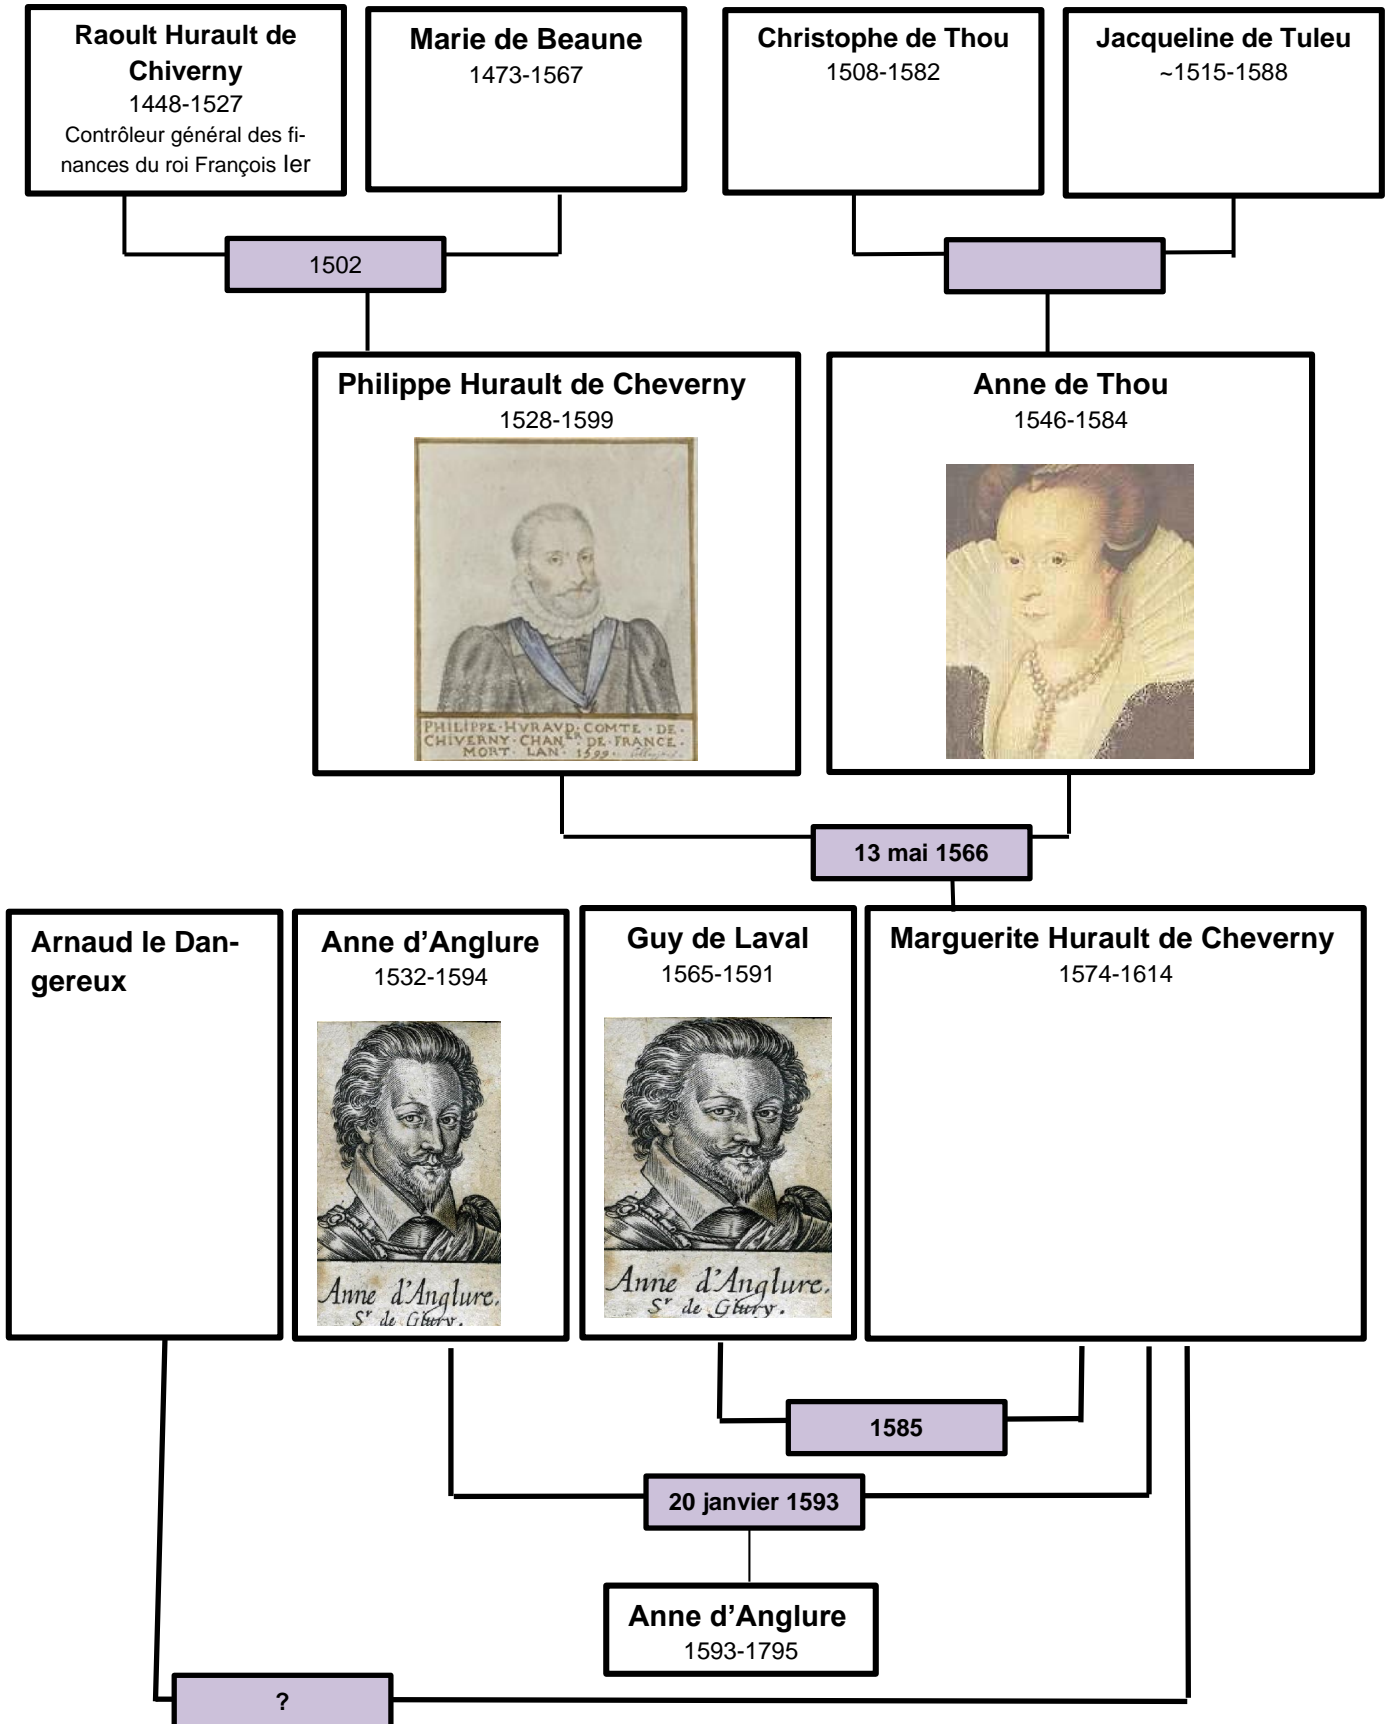 Raoult Hurault de
Chiverny
1448-1527
Contrôleur général des fi-
nances du roi François Ier
Marie de Beaune
1473-1567
Christophe de Thou
1508-1582
Jacqueline de Tuleu
~1515-1588
1502
Philippe Hurault de Cheverny
1528-1599
PHILIPPE·HVRAVD·COMTE·DE·
CHIVERNY·CHANER·DE·FRANCE·
MORT·LAN·1599·
Anne de Thou
1546-1584
13 mai 1566
Arnaud le Dan-
gereux
Anne d’Anglure
1532-1594
Anne d'Anglure.
Sr de Giury.
Guy de Laval
1565-1591
Anne d'Anglure.
Sr de Giury.
Marguerite Hurault de Cheverny
1574-1614
1585
20 janvier 1593
Anne d’Anglure
1593-1795
?